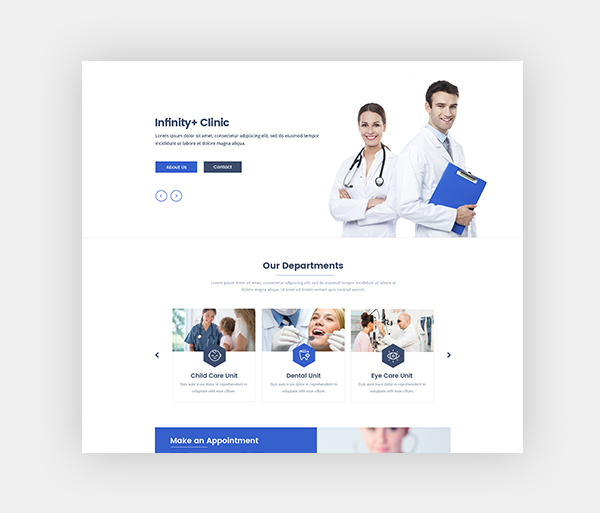 Infinity+ Clinic
Lorem ipsum dolor sit amet, consectetur adipiscing elit, sed do eiusmod tempor
ut labore et dolore magna aliqua.
About Us
Contact
Our Departments
Lorem ipsum dolor sit amet, consectetur adipiscing elit, sed do eiusmod tempor incididunt ut labore et dolore
magna aliqua. Ut enim ad minim veniam quis nostrud
Child Care Unit
Dental Unit
Eye Care Unit
Duis aute irure dolor in reprehenderit in
voluptate velit esse cillum.
Duis aute irure dolor in reprehenderit in
voluptate velit esse cillum.
Duis aute irure dolor in reprehenderit in
voluptate velit esse cillum.
Make an Appointment